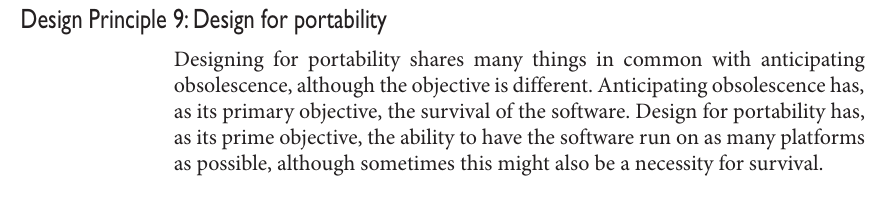 Design Principle 9: Design for portability
Designing for portability shares many things in common with anticipating
obsolescence, although the objective is different. Anticipating obsolescence has,
as its primary objective, the survival of the software. Design for portability has,
as its prime objective, the ability to have the software run on as many platforms
as possible, although sometimes this might also be a necessity for survival.